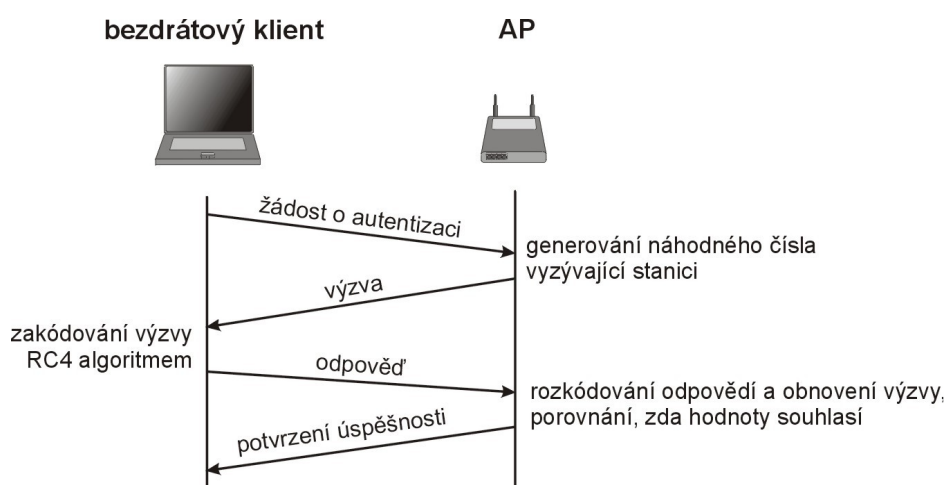 bezdrátový klient
AP
žádost o autentizaci
generování náhodného čísla
vyzývající stanici
výzva
zakódování výzvy
RC4 algoritmem
odpověď
rozkódování odpovědí a obnovení výzvy,
porovnání, zda hodnoty souhlasí
potvrzení úspěšnosti